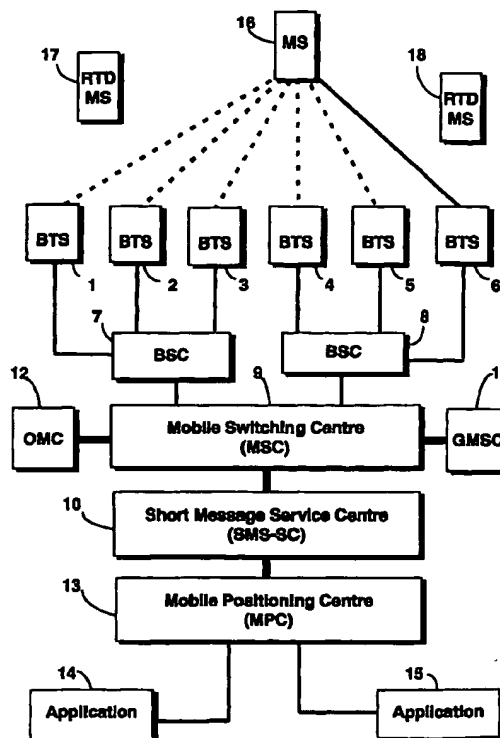 16
MS
17
RTD
MS
18
RTD
MS
BTS
BTS
BTS
BTS
BTS
BTS
1
2
3
4
5
6
7
BSC
8
BSC
12
OMC
9
Mobile Switching Centre
(MSC)
GMSC
10
Short Message Service Centre
(SMS-SC)
13
Mobile Positioning Centre
(MPC)
14
Application
15
Application